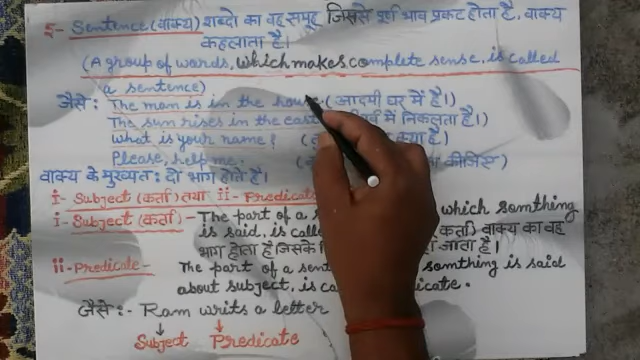 5- Sentence (वाक्य) शब्दो का वह समूह जिससे पूर्ण भाव प्रकट होता है, वाक्य
कहलाता है।
(A group of words, which makes complete sense, is called
a sentence)
जैसे: The man is in the house. (आदमी घर में है।)
The sun rises in the east में निकलता है।)
What is your name? ( क्या है?)
Please, help me. ( कीजिए)
वाक्य के मुख्यतः दो भाग होते है।
i- Subject (कर्ता) तथा ii- Predicate
i- Subject (कर्ता) - The part of a which somthing
is said, is कर्ता) वाक्य का वह
भाग होता है जिसके जाता है।
ii- Predicate- The part of a somthing is said
about subject, is
जैसे:- Ram writs a letter
Subject Predicate